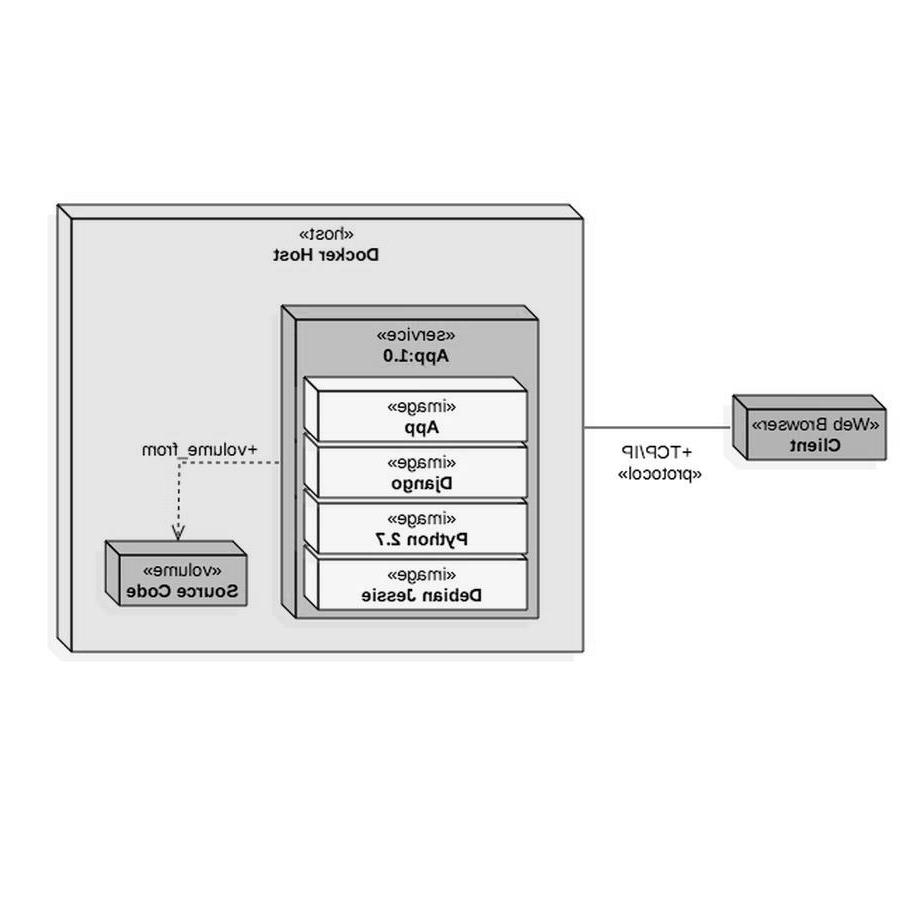 «host»
Docker Host
«service»
App:1.0
«image»
App
«Web Browser»
Client
+TCP/IP
«protocol»
+volume_from
«image»
Django
«image»
Python 2.7
«volume»
Source Code
«image»
Debian Jessie